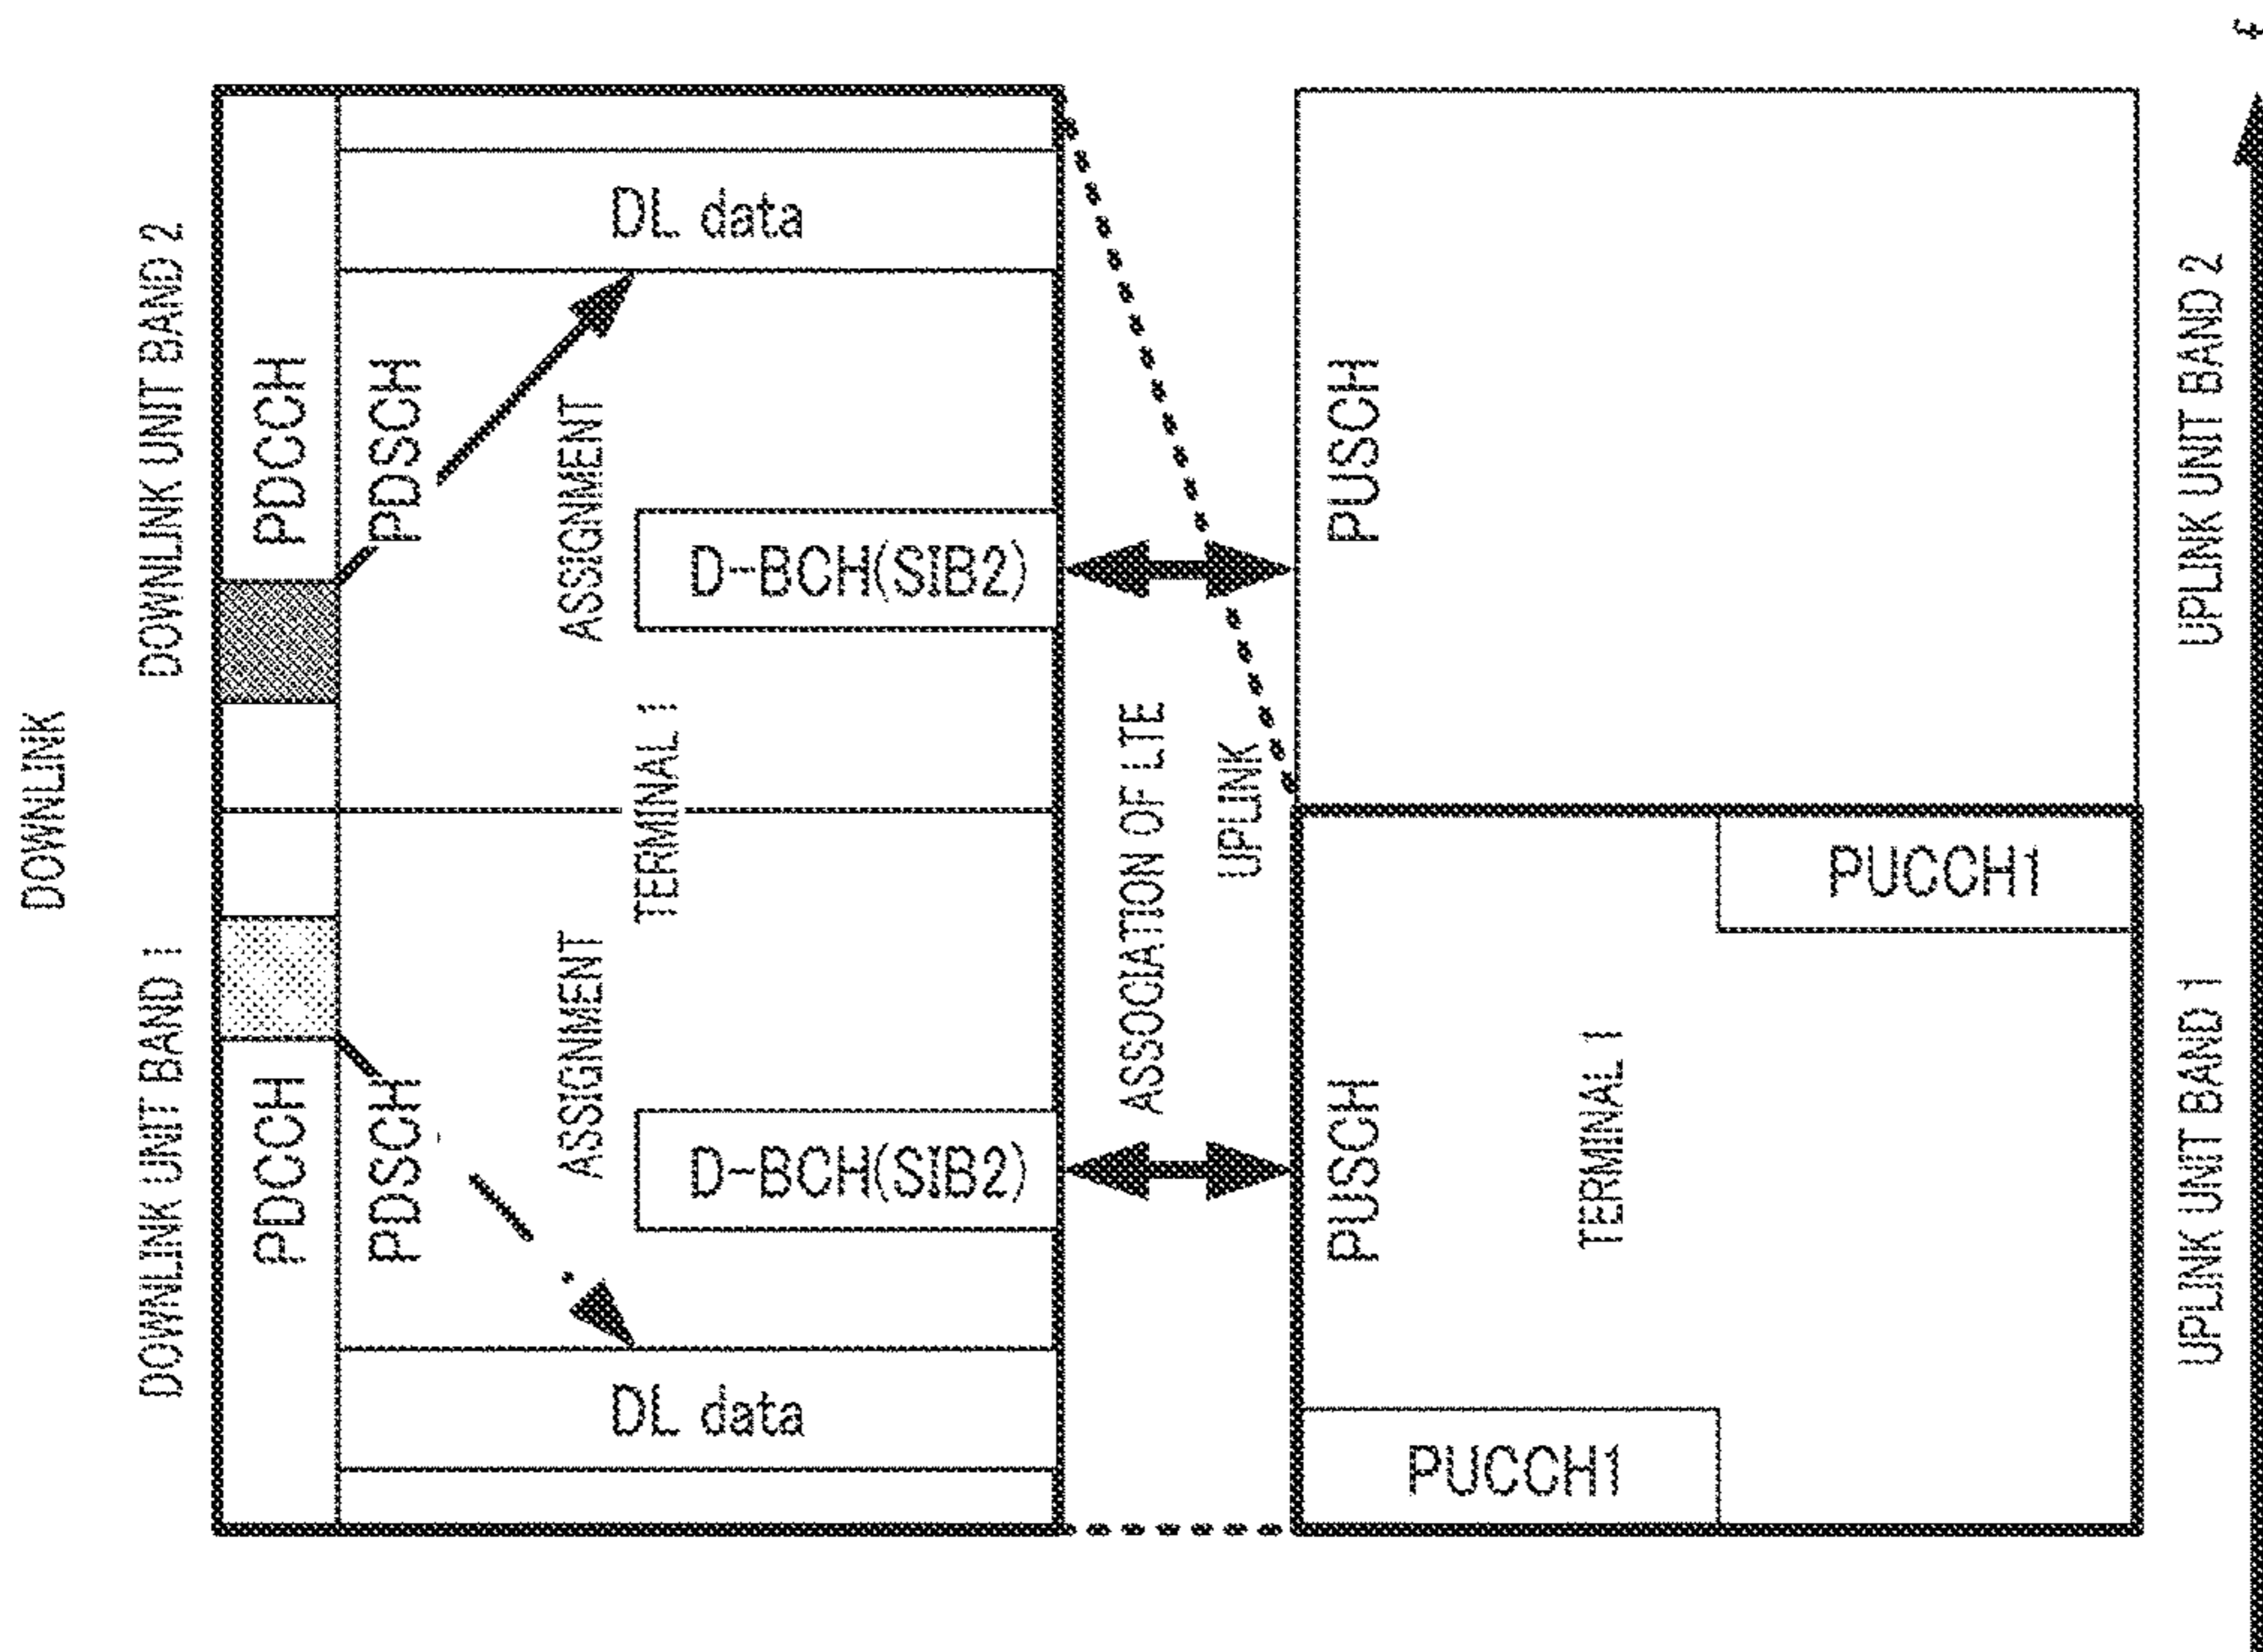 DOWNLINK
DOWNLINK UNIT BAND 1
DOWNLINK UNIT BAND 2
PDCCH
PDCCH
PDSCH
PDSCH
ASSIGNMENT
ASSIGNMENT
TERMINAL 1
DL data
D-BCH(SIB2)
D-BCH(SIB2)
DL data
ASSOCIATION OF LTE
UPLINK
PUSCH
PUSCH
TERMINAL 1
PUCCH1
PUCCH1
UPLINK UNIT BAND 1
UPLINK UNIT BAND 2
f